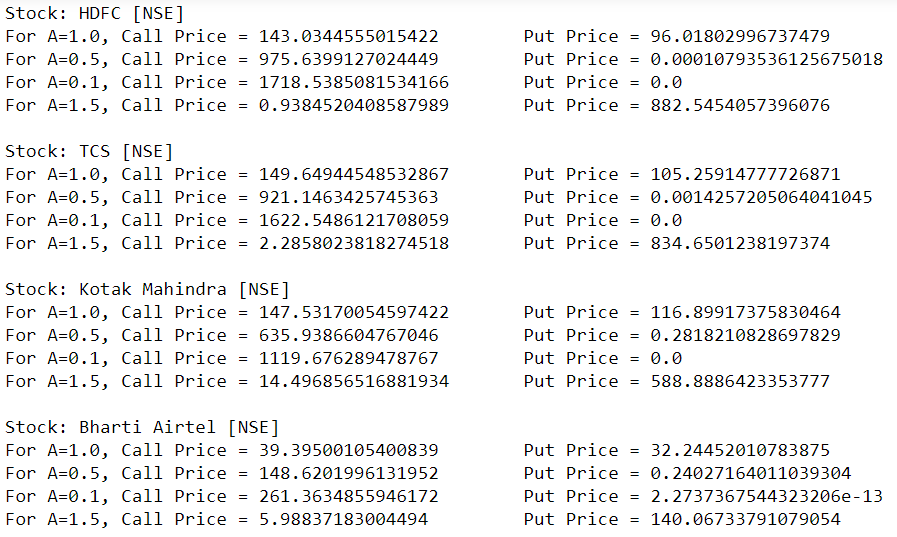 Stock: HDFC [NSE]
For A=1.0, Call Price = 143.0344555015422 Put Price = 96.01802996737479
For A=0.5, Call Price = 975.6399127024449 Put Price = 0.00010793536125675018
For A=0.1, Call Price = 1718.5385081534166 Put Price = 0.0
For A=1.5, Call Price = 0.9384520408587989 Put Price = 882.5454057396076
Stock: TCS [NSE]
For A=1.0, Call Price = 149.64944548532867 Put Price = 105.25914777726871
For A=0.5, Call Price = 921.1463425745363 Put Price = 0.0014257205064041045
For A=0.1, Call Price = 1622.5486121708059 Put Price = 0.0
For A=1.5, Call Price = 2.2858023818274518 Put Price = 834.6501238197374
Stock: Kotak Mahindra [NSE]
For A=1.0, Call Price = 147.53170054597422 Put Price = 116.89917375830464
For A=0.5, Call Price = 635.9386604767046 Put Price = 0.2818210828697829
For A=0.1, Call Price = 1119.676289478767 Put Price = 0.0
For A=1.5, Call Price = 14.496856516881934 Put Price = 588.8886423353777
Stock: Bharti Airtel [NSE]
For A=1.0, Call Price = 39.39500105400839 Put Price = 32.24452010783875
For A=0.5, Call Price = 148.6201996131952 Put Price = 0.24027164011039304
For A=0.1, Call Price = 261.3634855946172 Put Price = 2.2737367544323206e-13
For A=1.5, Call Price = 5.98837183004494 Put Price = 140.06733791079054